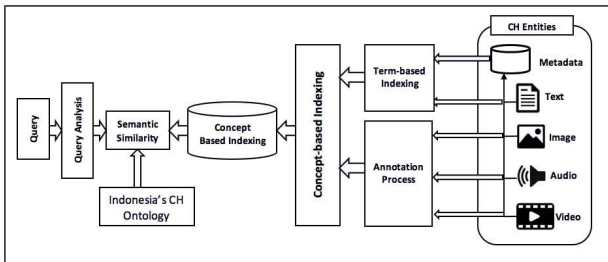 CH Entities
Metadata
Text
Image
Audio
Video
Term-based
Indexing
Annotation
Process
Concept-based Indexing
Concept
Based Indexing
Semantic
Similarity
Indonesia's CH
Ontology
Query Analysis
Query